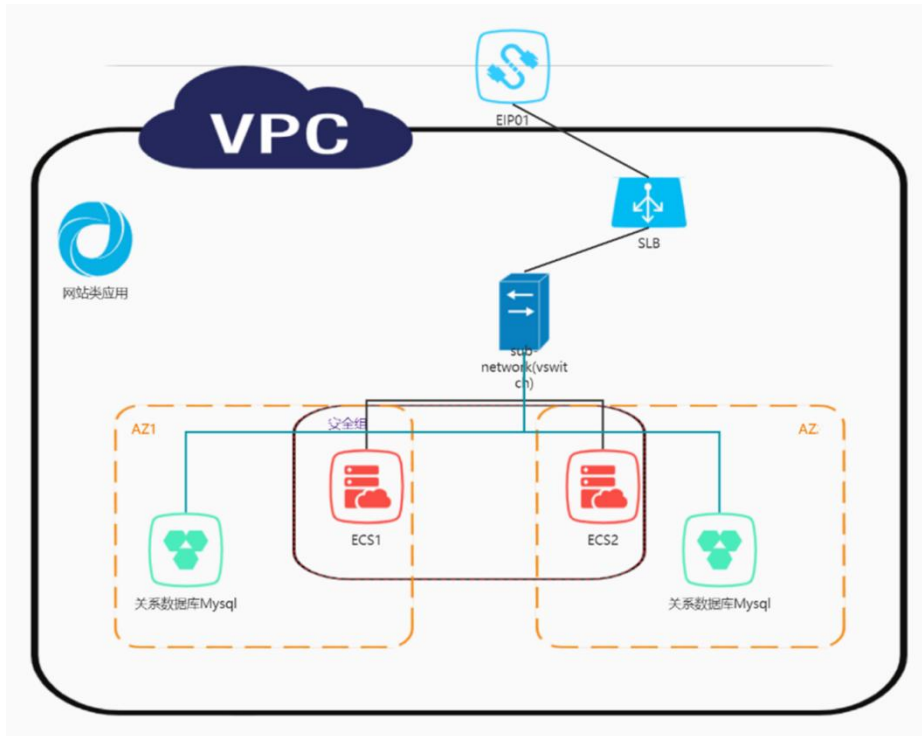 EIP01
VPC
SLB
网站类应用
sub-
network(vswit
ch)
AZ1
安全组
AZ
ECS1
ECS2
关系数据库Mysql
关系数据库Mysql